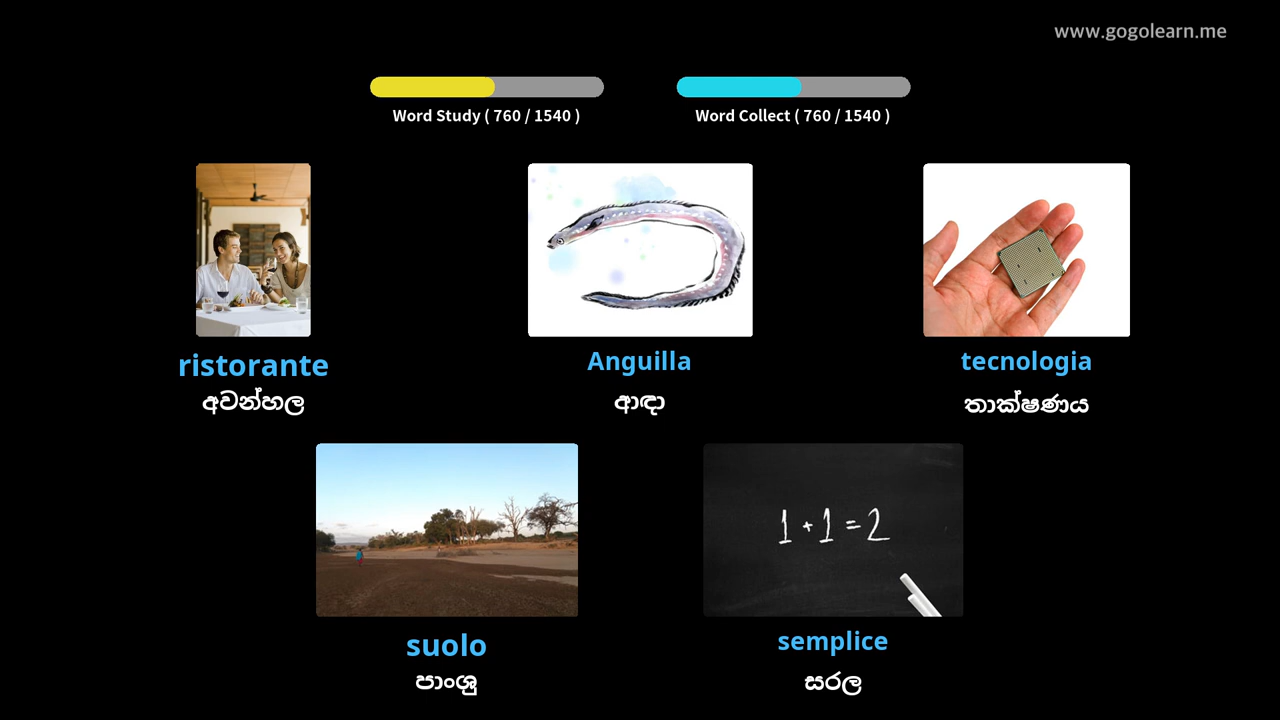 www.gogolearn.me
Word Study ( 760 / 1540 )
Word Collect ( 760 / 1540 )
ristorante
අවන්හල
Anguilla
ආඳා
tecnologia
තාක්ෂණය
1 + 1 = 2
suolo
පාංශු
semplice
සරල